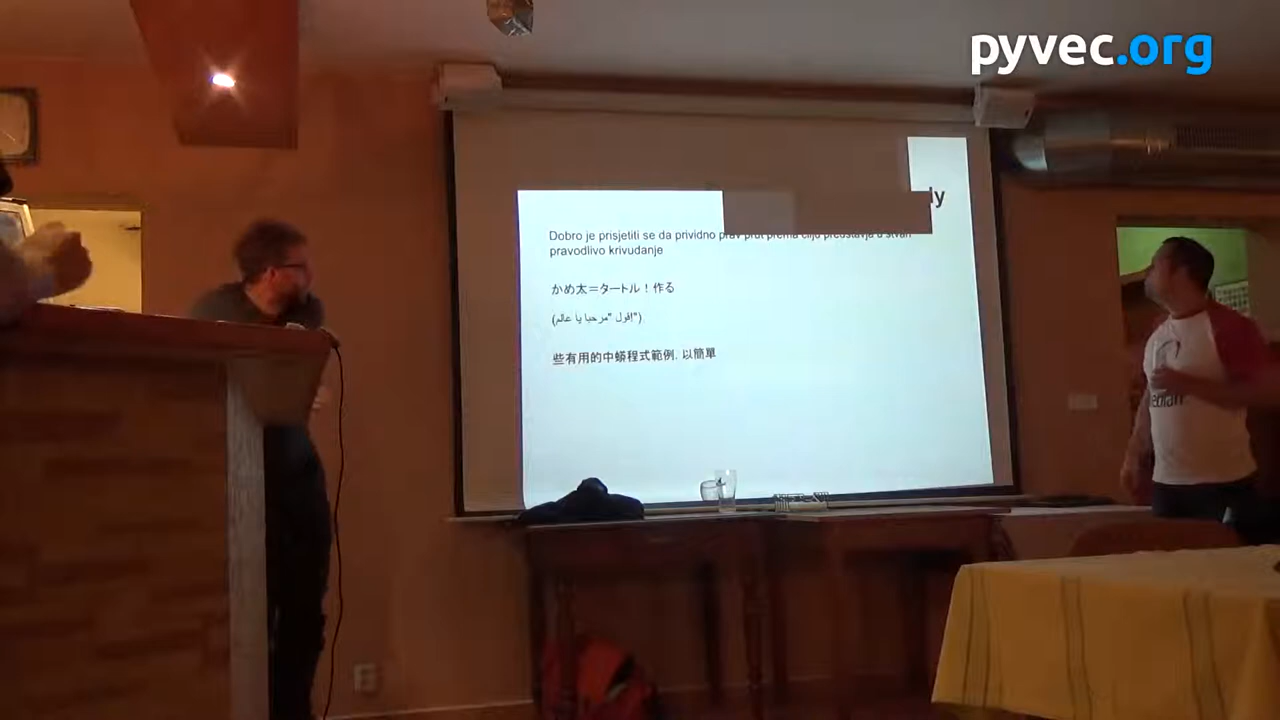 pyvec.org
ly
Dobro je prisjetiti se da prividno prav put prema cilju predstavlja u stvari
pravodlivo krivudanje
かめ太＝タートル！作る
(قول "مرحبا يا عالم!")
些有用的中蟒程式範例, 以簡單